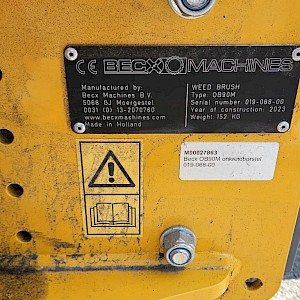 CE BECX MACHINES
Manufactured by
Becx Machines B.V.
5066 GJ Moergestel
0031 (0) 13-2076760
www.becxmachines.com
Made in Holland
WEED BRUSH
Type: OB90M
Serial number: 019-068-00
Year of construction: 2023
Weight: 152 KG
M00027863
Becx OB90M onkruidborstel
019-068-00